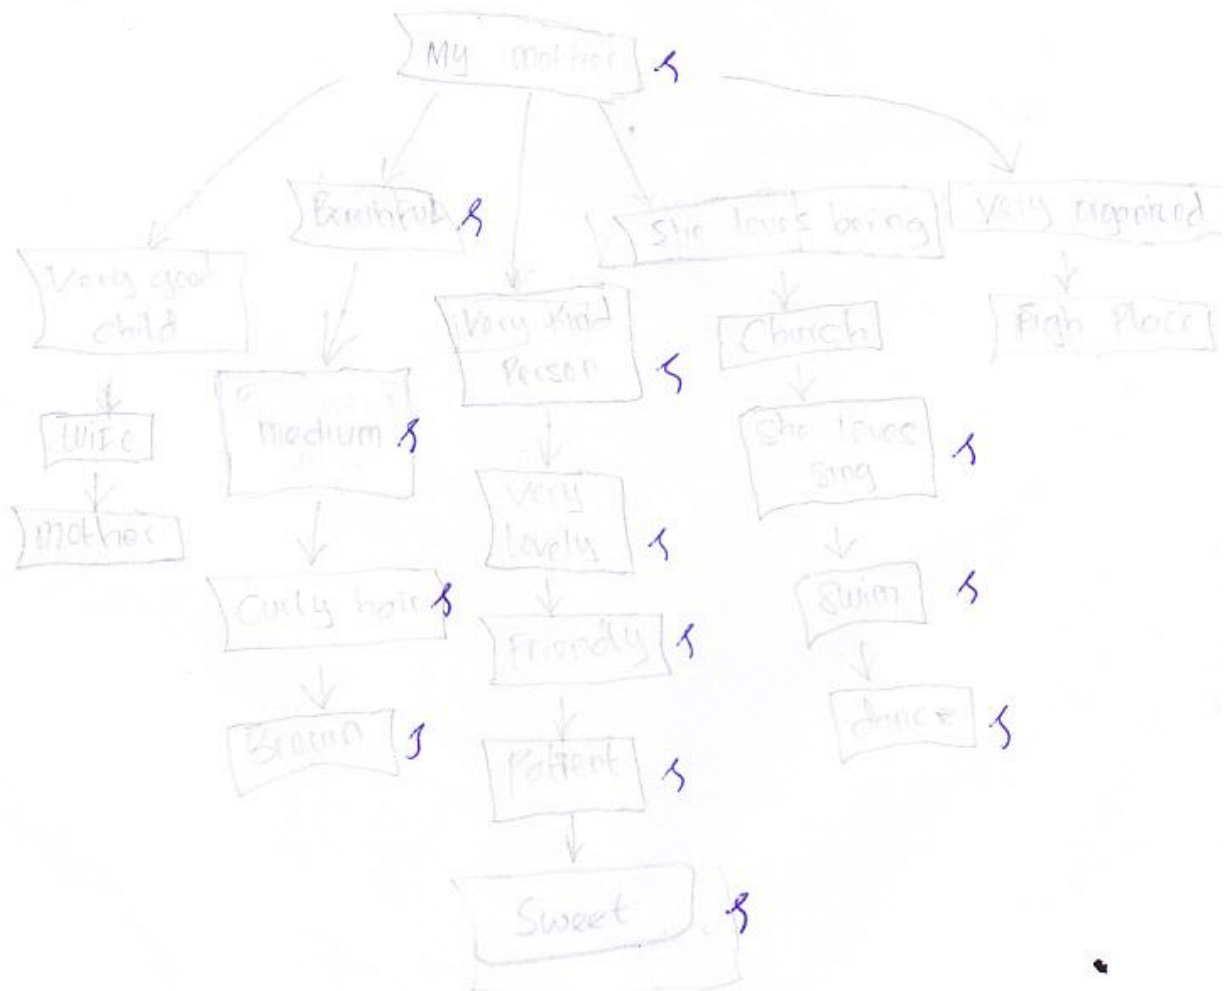 My mother
Beautiful
She loves being
Very organized
Very good
child
Very kind
Person
Church
High Place
Wife
medium
She loves
sing
mother
Very
lovely
Curly hair
Swim
Friendly
Brown
dance
Patient
Sweet